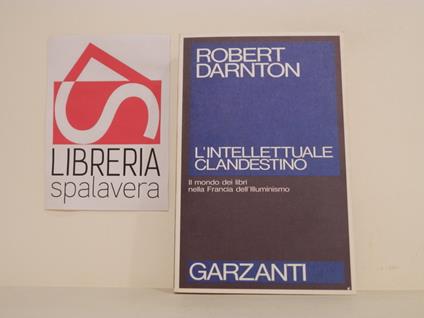 LIBRERIA
spalavera
ROBERT
DARNTON
L'INTELLETTUALE
CLANDESTINO
Il mondo dei libri
nella Francia dell'Illuminismo
GARZANTI